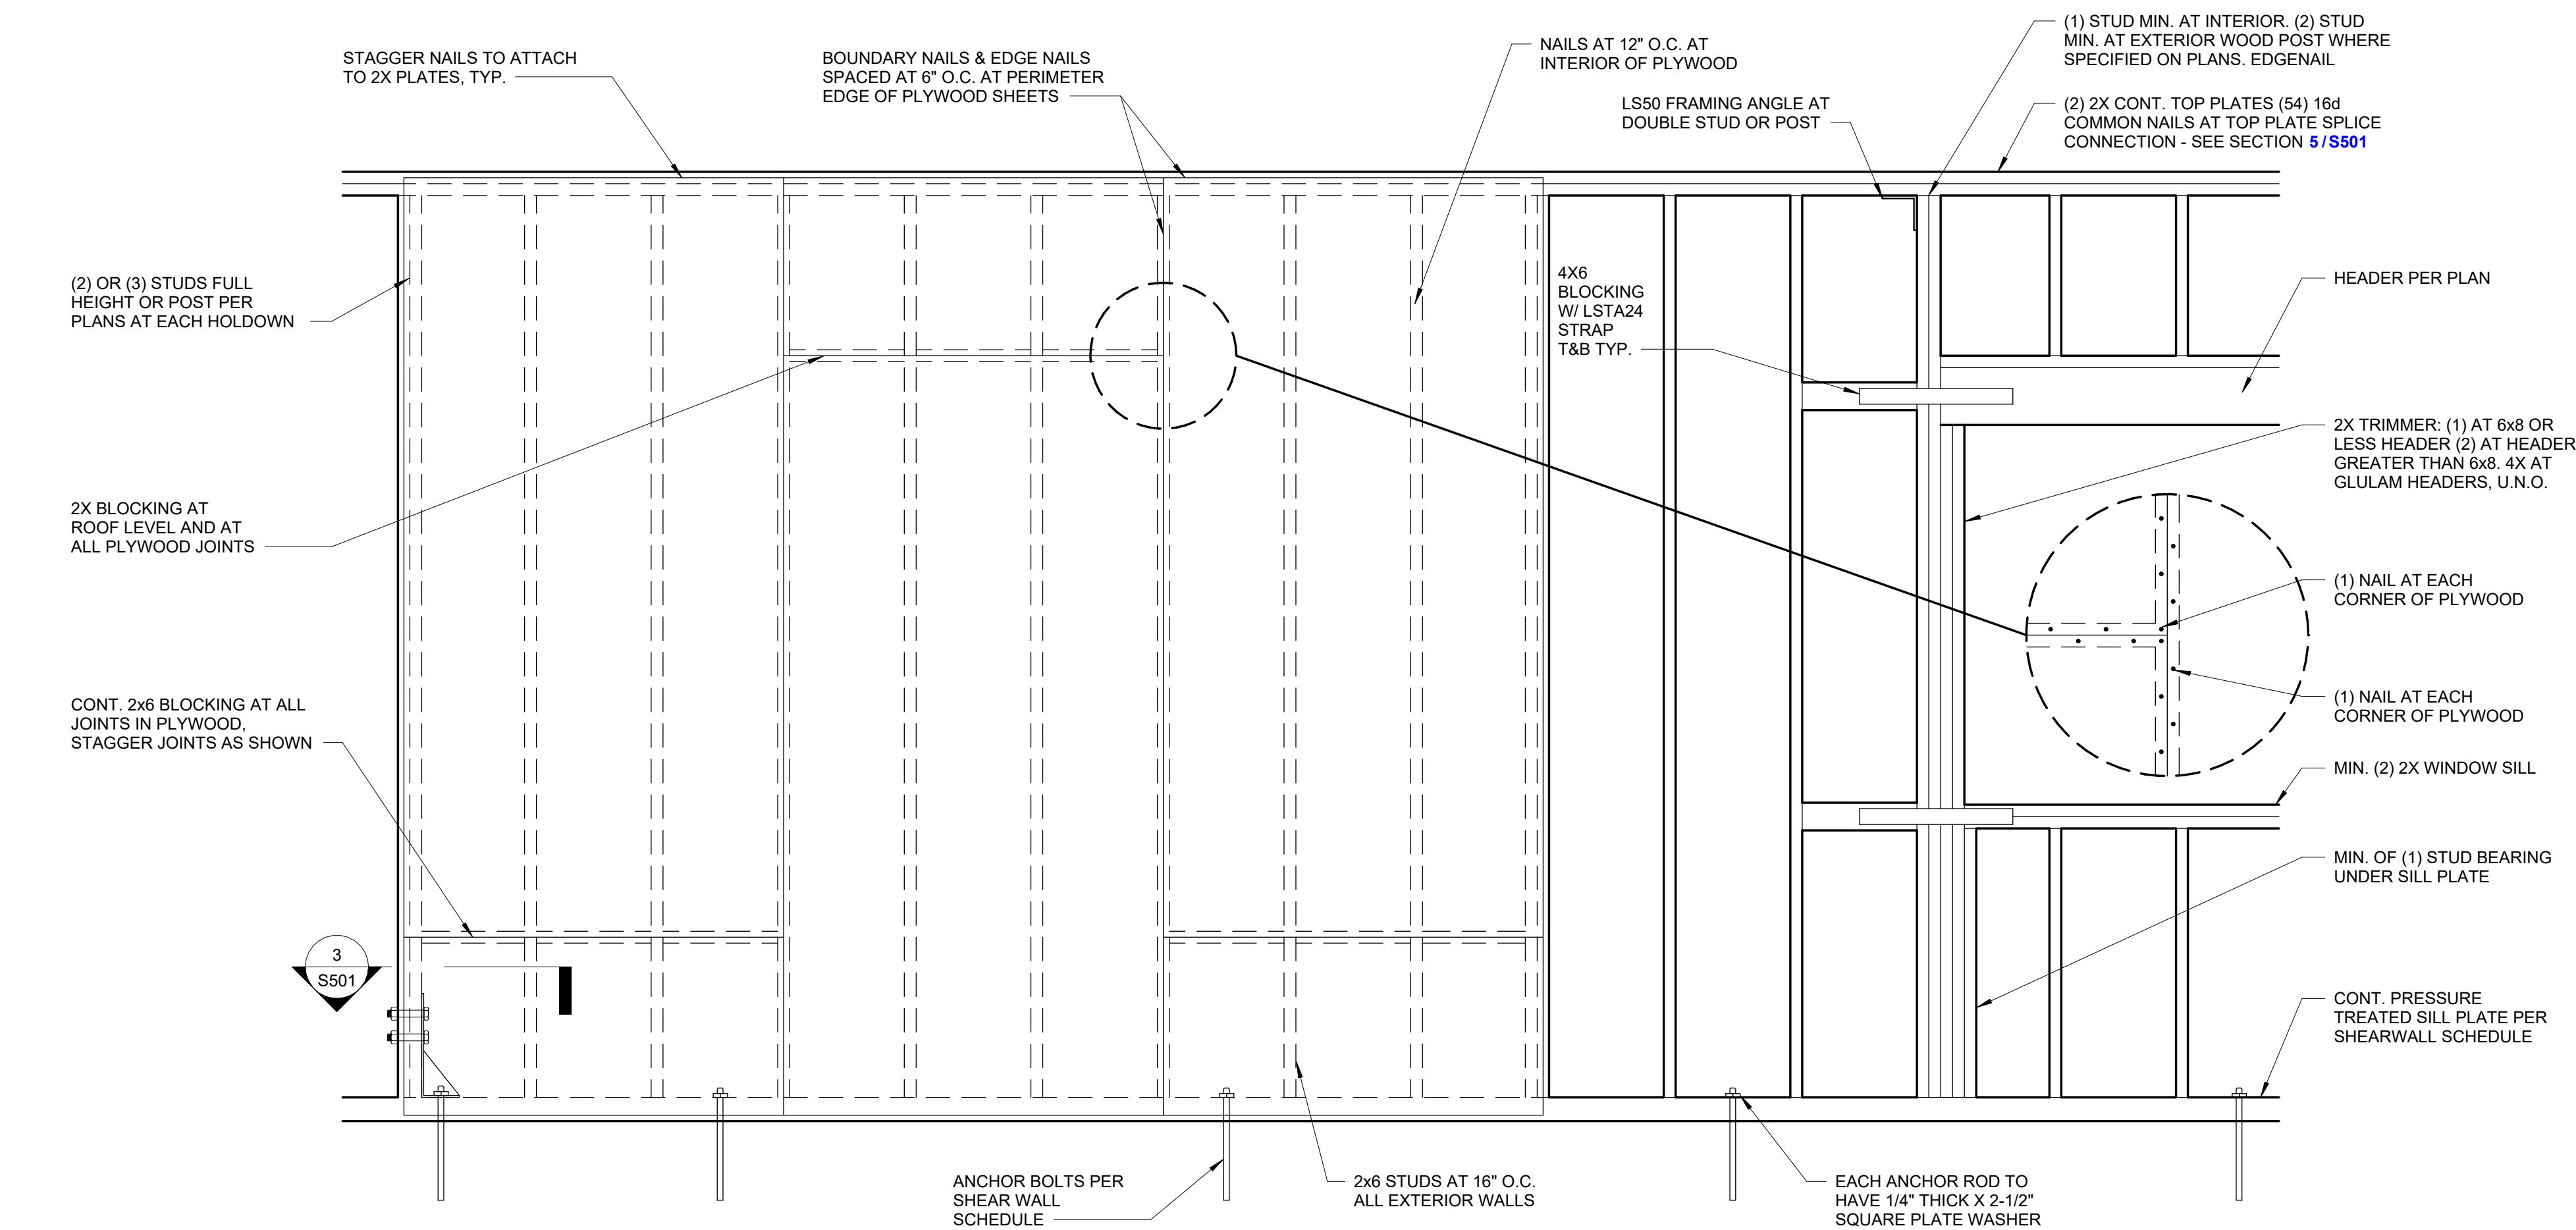 STAGGER NAILS TO ATTACH
TO 2X PLATES, TYP.
BOUNDARY NAILS & EDGE NAILS
SPACED AT 6" O.C. AT PERIMETER
EDGE OF PLYWOOD SHEETS
NAILS AT 12" O.C. AT
INTERIOR OF PLYWOOD
LS50 FRAMING ANGLE AT
DOUBLE STUD OR POST
(1) STUD MIN. AT INTERIOR. (2) STUD
MIN. AT EXTERIOR WOOD POST WHERE
SPECIFIED ON PLANS. EDGENAIL
(2) 2X CONT. TOP PLATES (54) 16d
COMMON NAILS AT TOP PLATE SPLICE
CONNECTION - SEE SECTION 5/S501
(2) OR (3) STUDS FULL
HEIGHT OR POST PER
PLANS AT EACH HOLDOWN
4X6
BLOCKING
W/ LSTA24
STRAP
T&B TYP.
HEADER PER PLAN
2X TRIMMER: (1) AT 6x8 OR
LESS HEADER (2) AT HEADER
GREATER THAN 6x8. 4X AT
GLULAM HEADERS, U.N.O.
2X BLOCKING AT
ROOF LEVEL AND AT
ALL PLYWOOD JOINTS
(1) NAIL AT EACH
CORNER OF PLYWOOD
(1) NAIL AT EACH
CORNER OF PLYWOOD
CONT. 2x6 BLOCKING AT ALL
JOINTS IN PLYWOOD,
STAGGER JOINTS AS SHOWN
MIN. (2) 2X WINDOW SILL
MIN. OF (1) STUD BEARING
UNDER SILL PLATE
3
S501
CONT. PRESSURE
TREATED SILL PLATE PER
SHEARWALL SCHEDULE
ANCHOR BOLTS PER
SHEAR WALL
SCHEDULE
2x6 STUDS AT 16" O.C.
ALL EXTERIOR WALLS
EACH ANCHOR ROD TO
HAVE 1/4" THICK X 2-1/2"
SQUARE PLATE WASHER